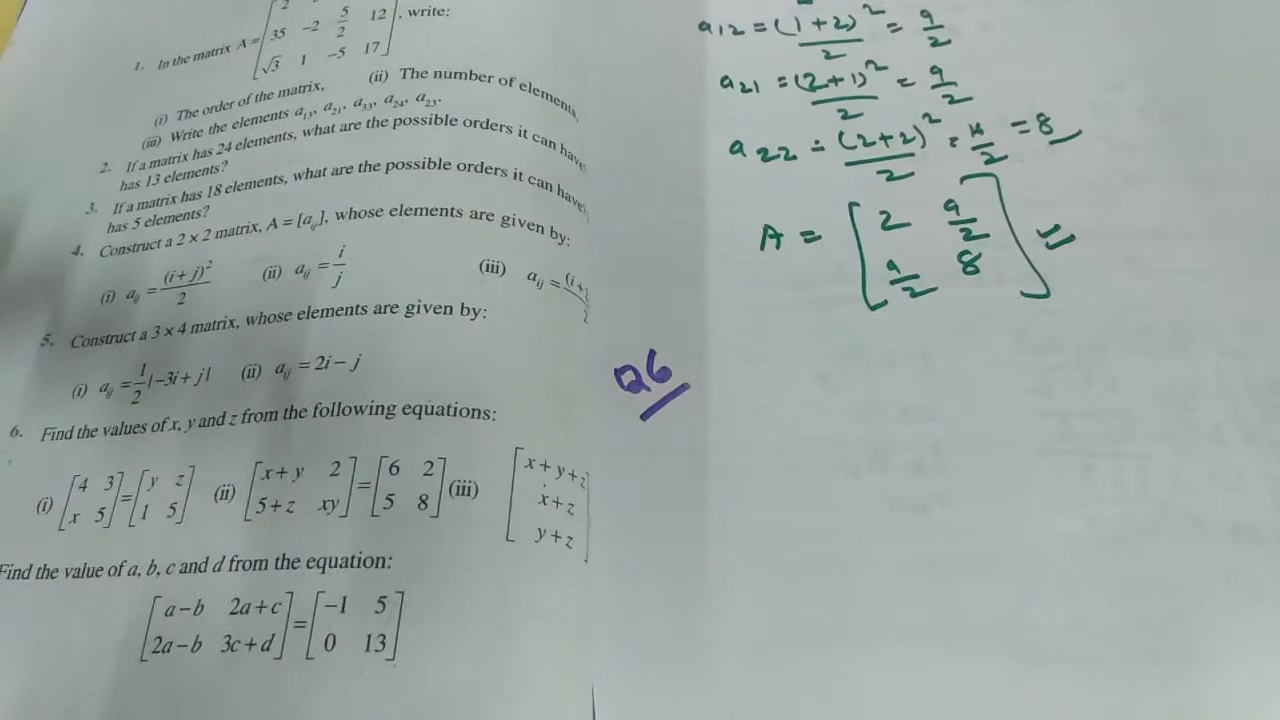 2
1. In the matrix A = 35 −2 5/2 12 , write:
√3 1 −5 17
(i) The order of the matrix, (ii) The number of elements,
(iii) Write the elements a₁₃, a₂₁, a₃₃, a₂₄, a₂₃.
2. If a matrix has 24 elements, what are the possible orders it can have
has 13 elements?
3. If a matrix has 18 elements, what are the possible orders it can have
has 5 elements?
4. Construct a 2 × 2 matrix, A = [aᵢⱼ], whose elements are given by:
(i) aᵢⱼ = (i+j)²/2 (ii) aᵢⱼ = i/j (iii) aᵢⱼ = (i+
2
5. Construct a 3 × 4 matrix, whose elements are given by:
(i) aᵢⱼ = 1/2 |−3i + j| (ii) aᵢⱼ = 2i − j
6. Find the values of x, y and z from the following equations:
(i) [4 3; x 5] = [y z; 1 5] (ii) [x+y 2; 5+z xy] = [6 2; 5 8] (iii) [x+y+z; x+z; y+z
Find the value of a, b, c and d from the equation:
[a−b 2a+c; 2a−b 3c+d] = [−1 5; 0 13]
a₁₂ = (1+2)²/2 = 9/2
a₂₁ = (2+1)²/2 = 9/2
a₂₂ = (2+2)²/2 = 16/2 = 8
A = [2 9/2; 9/2 8]
Q6